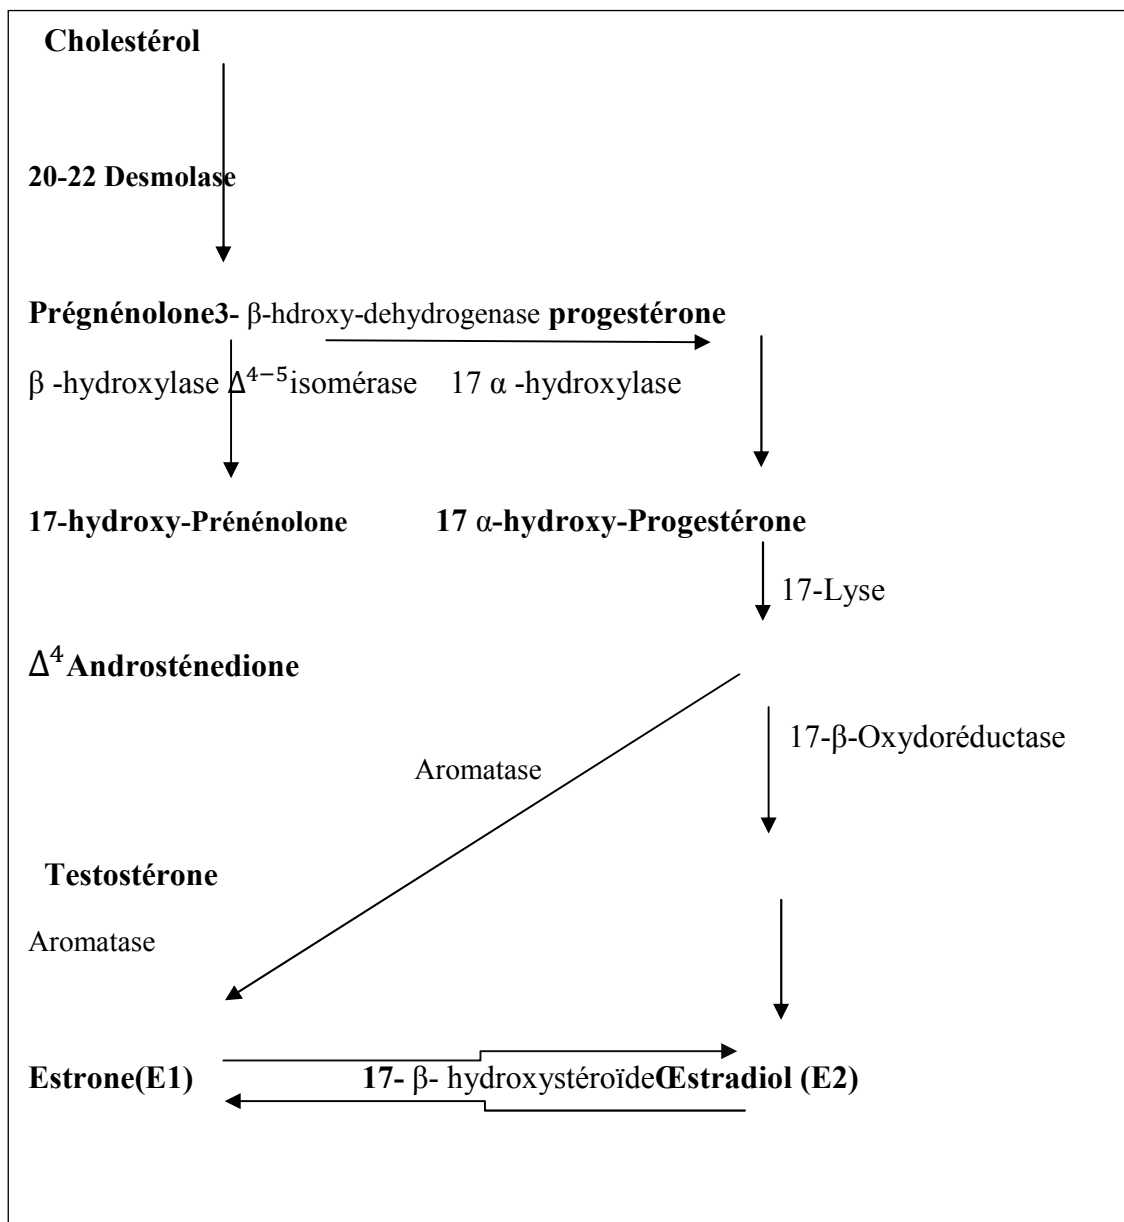 Cholestérol
20-22 Desmolase
Prégnénolone3- β-hdroxy-dehydrogenase progestérone
β -hydroxylase Δ⁴⁻⁵isomérase 17 α -hydroxylase
17-hydroxy-Prénénolone 17 α-hydroxy-Progestérone
17-Lyse
Δ⁴Androsténedione
17-β-Oxydoréductase
Aromatase
Testostérone
Aromatase
Estrone(E1) 17- β- hydroxystéroïdeŒstradiol (E2)